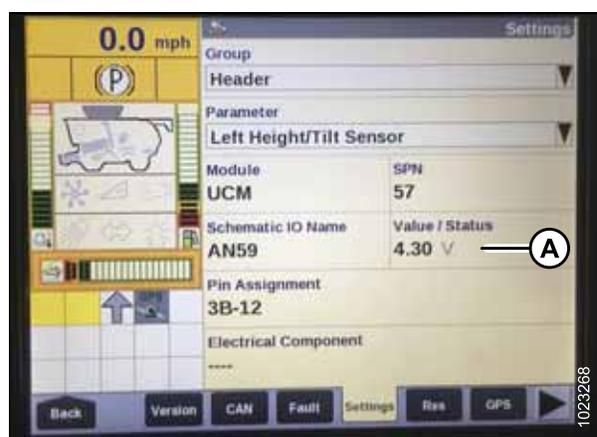 0.0 mph
(P)
Settings
Group
Header
Parameter
Left Height/Tilt Sensor
Module SPN
UCM 57
Schematic IO Name Value / Status
AN59 4.30 V
A
Pin Assignment
3B-12
Electrical Component
----
Back Version CAN Fault Settings Res GPS
1023268